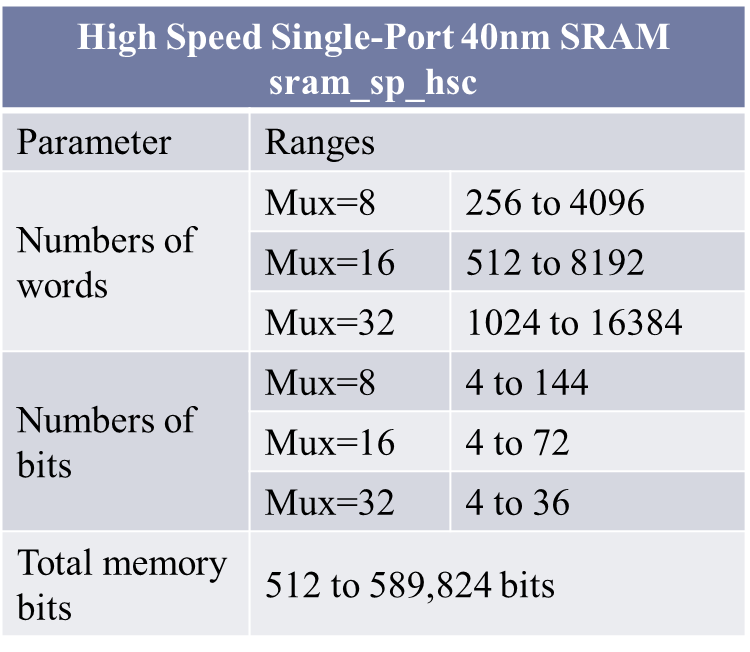 High Speed Single-Port 40nm SRAM
sram_sp_hsc
Parameter
Ranges
Numbers of
words
Mux=8
256 to 4096
Mux=16
512 to 8192
Mux=32
1024 to 16384
Numbers of
bits
Mux=8
4 to 144
Mux=16
4 to 72
Mux=32
4 to 36
Total memory
bits
512 to 589,824 bits